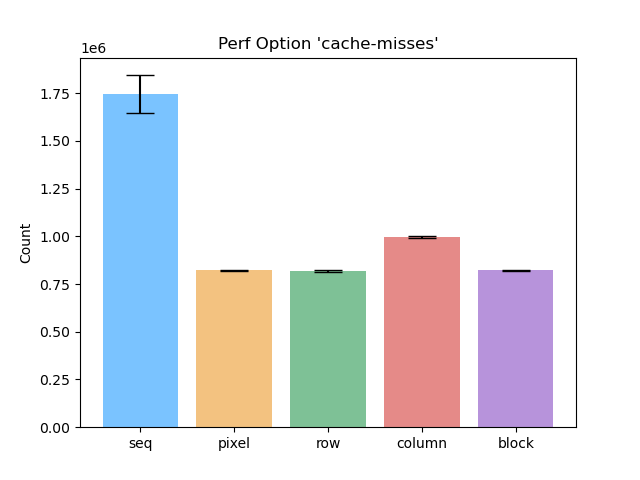 Perf Option 'cache-misses'
1e6
1.75
1.50
1.25
1.00
0.75
0.50
0.25
0.00
Count
seq pixel row column block